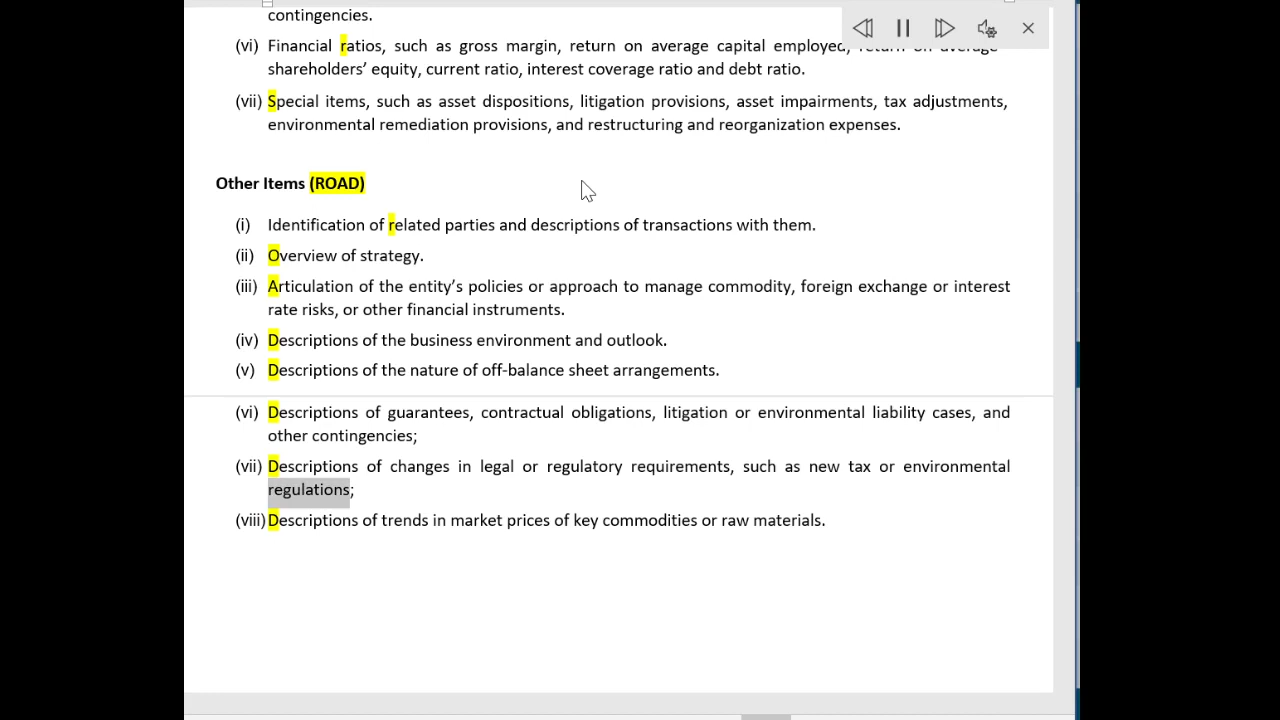 contingencies.
(vi) Financial ratios, such as gross margin, return on average capital employed, return on average
shareholders’ equity, current ratio, interest coverage ratio and debt ratio.
(vii) Special items, such as asset dispositions, litigation provisions, asset impairments, tax adjustments,
environmental remediation provisions, and restructuring and reorganization expenses.
Other Items (ROAD)
(i) Identification of related parties and descriptions of transactions with them.
(ii) Overview of strategy.
(iii) Articulation of the entity’s policies or approach to manage commodity, foreign exchange or interest
rate risks, or other financial instruments.
(iv) Descriptions of the business environment and outlook.
(v) Descriptions of the nature of off-balance sheet arrangements.
(vi) Descriptions of guarantees, contractual obligations, litigation or environmental liability cases, and
other contingencies;
(vii) Descriptions of changes in legal or regulatory requirements, such as new tax or environmental
regulations;
(viii) Descriptions of trends in market prices of key commodities or raw materials.